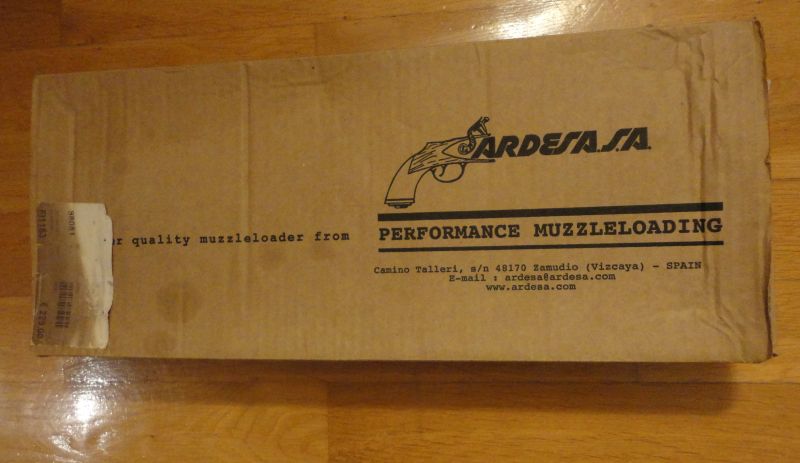 ARDESA.S.A.
quality muzzleloader from
PERFORMANCE MUZZLELOADING
Camino Talleri, s/n 48170 Zamudio (Vizcaya) - SPAIN
E-mail : ardesa@ardesa.com
www.ardesa.com